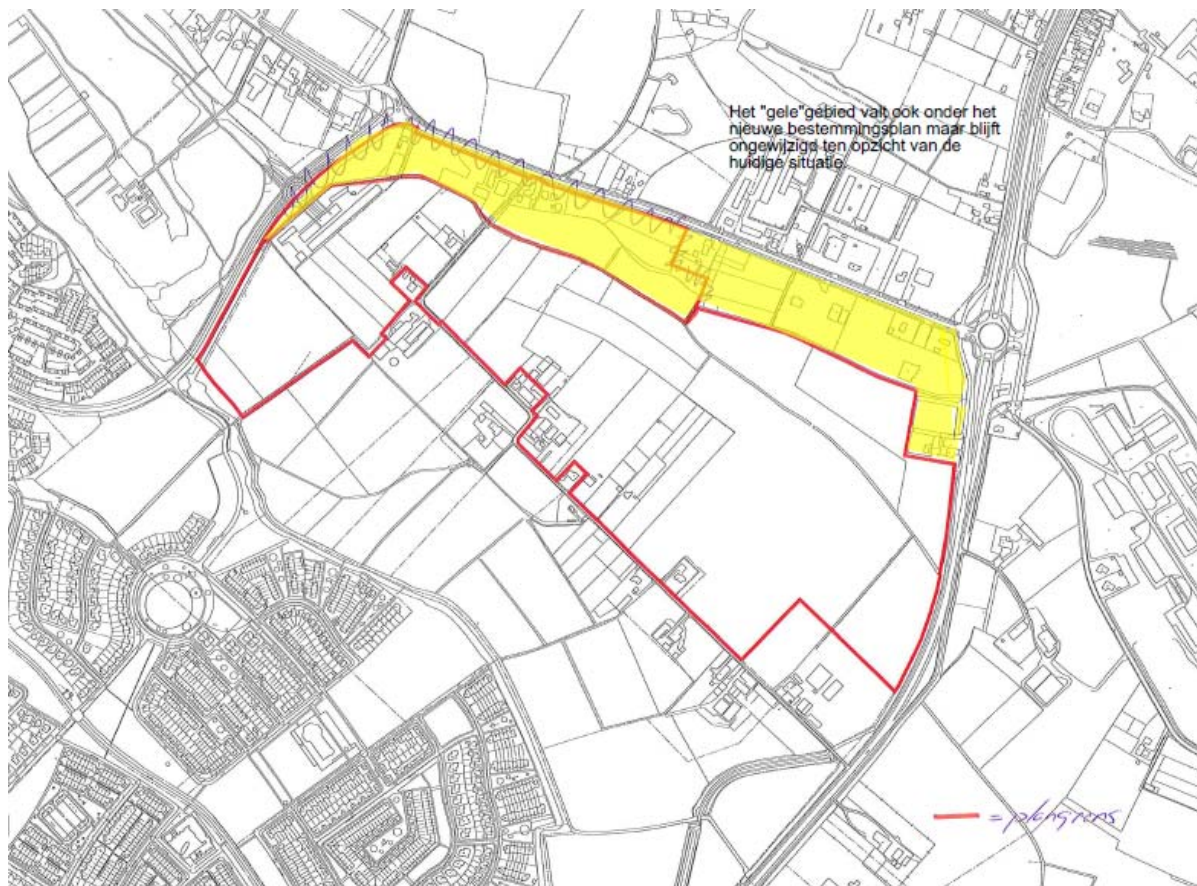 Het "gele"gebied valt ook onder het
nieuwe bestemmingsplan maar blijft
ongewijzigd ten opzicht van de
huidige situatie.
= plangrens